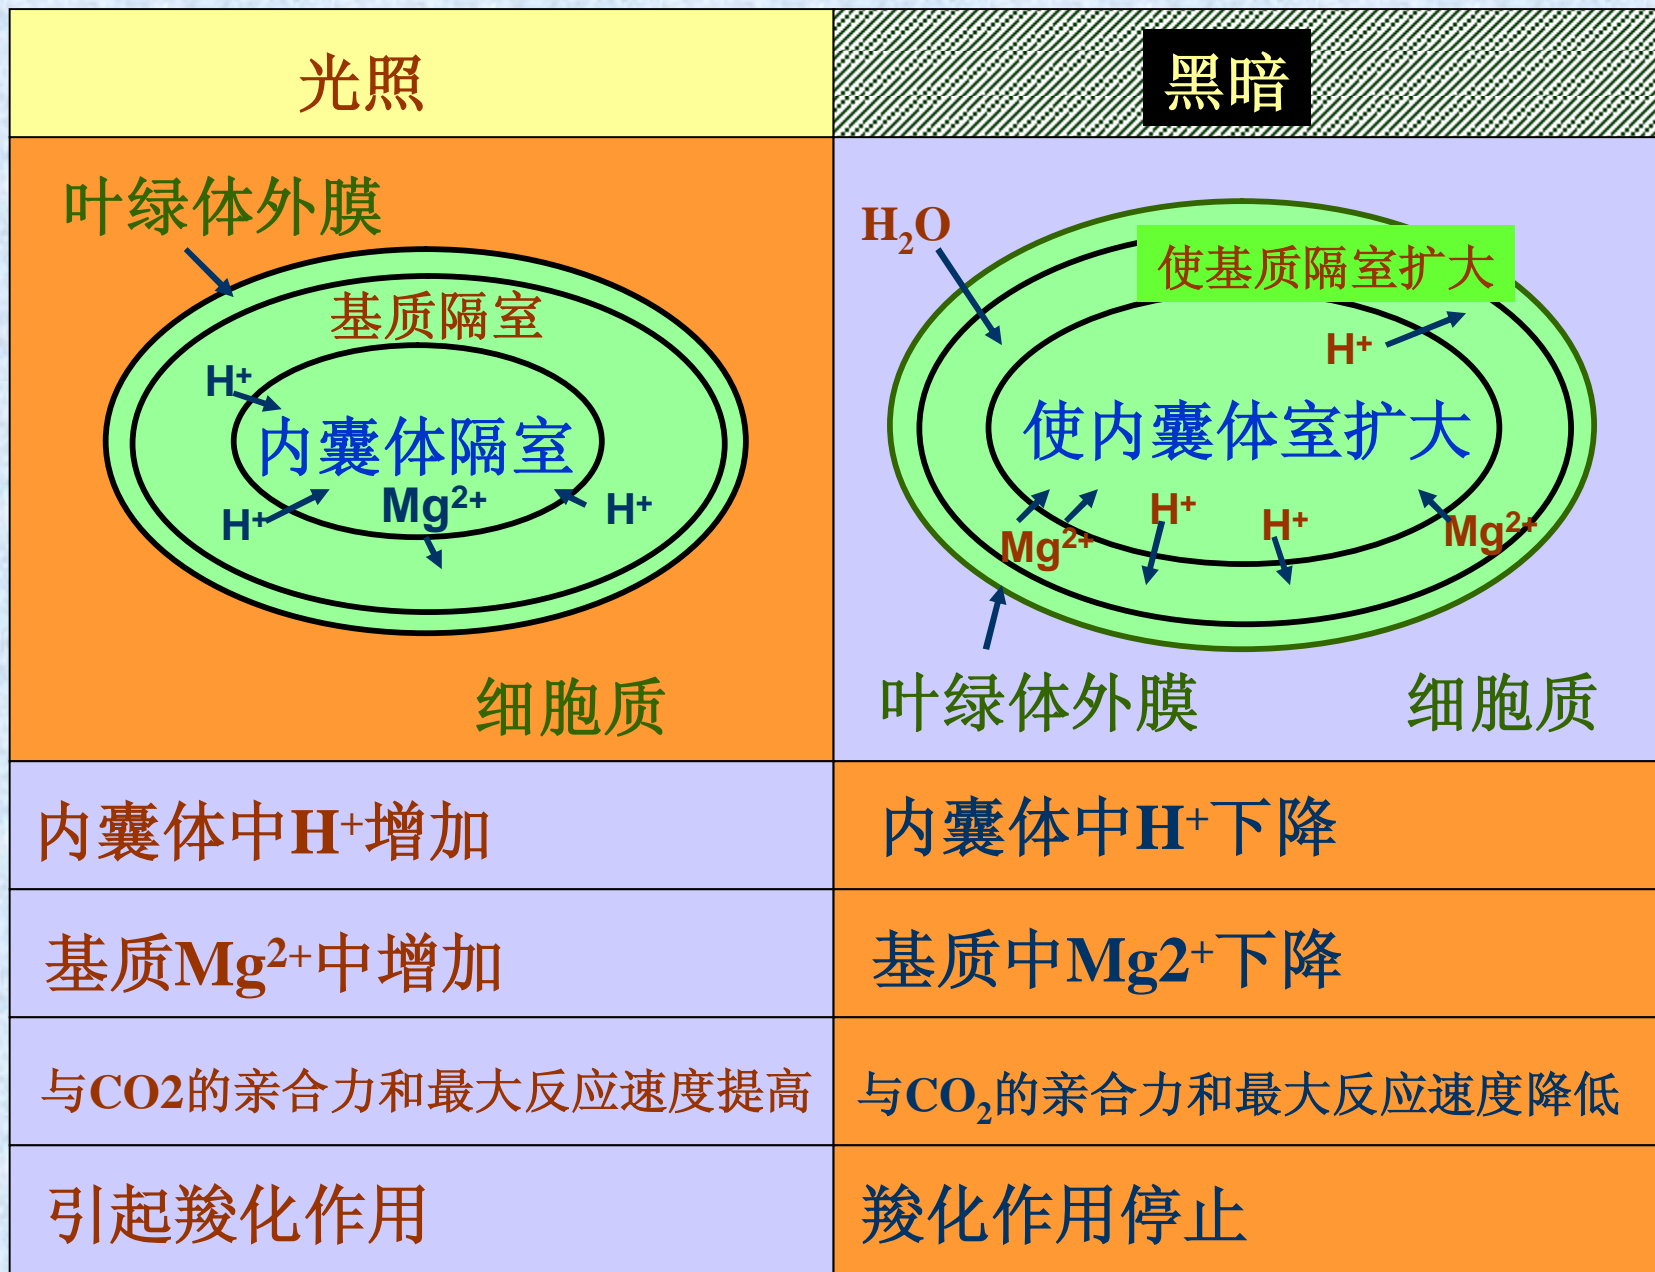 光照
黑暗
叶绿体外膜
基质隔室
H⁺
内囊体隔室
Mg²⁺
H⁺
H⁺
细胞质
H₂O
使基质隔室扩大
H⁺
使内囊体室扩大
H⁺
H⁺
Mg²⁺
Mg²⁺
叶绿体外膜
细胞质
内囊体中H⁺增加
内囊体中H⁺下降
基质Mg²⁺中增加
基质中Mg2⁺下降
与CO2的亲合力和最大反应速度提高
与CO₂的亲合力和最大反应速度降低
引起羧化作用
羧化作用停止